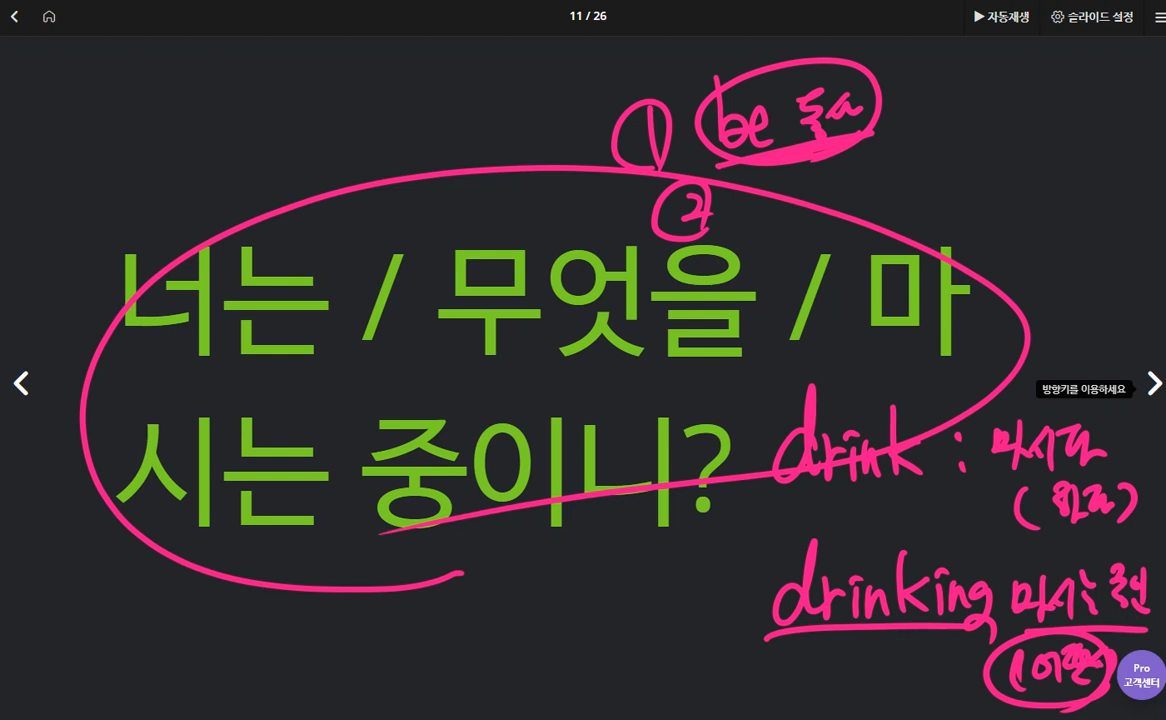 11 / 26
▶ 자동재생
슬라이드 설정
① be 동사
②
너는 / 무엇을 / 마
시는 중이니?
방향키를 이용하세요
drink : 마시다
drinking 마시는
Pro
고객센터